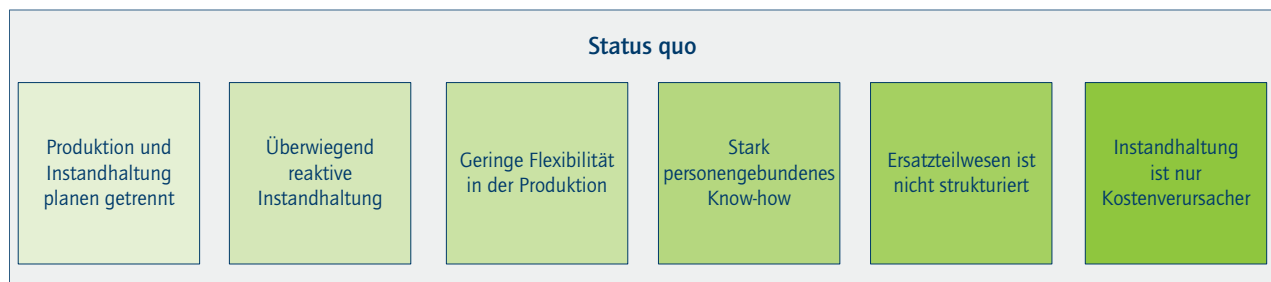 Status quo
Produktion und
Instandhaltung
planen getrennt
Überwiegend
reaktive
Instandhaltung
Geringe Flexibilität
in der Produktion
Stark
personengebundenes
Know-how
Ersatzteilwesen ist
nicht strukturiert
Instandhaltung
ist nur
Kostenverursacher